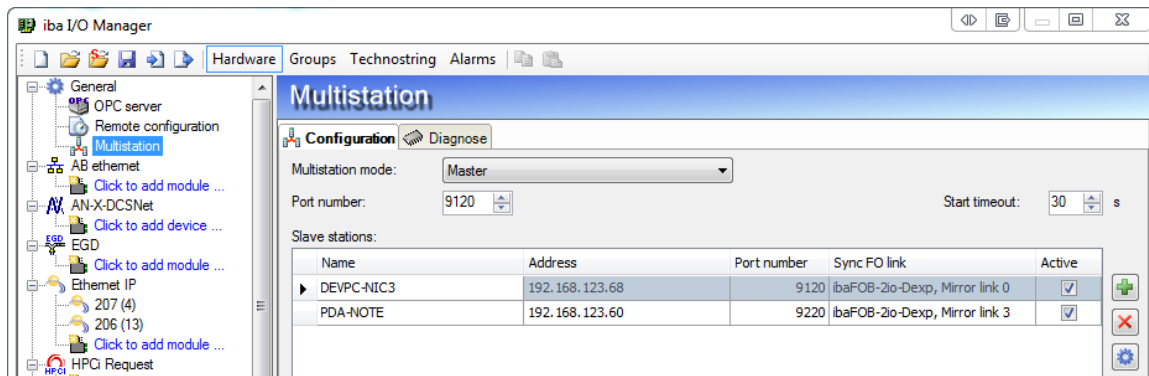 iba I/O Manager
Hardware Groups Technostring Alarms
General
OPC server
Remote configuration
Multistation
AB ethernet
Click to add module ...
AN-X-DCSNet
Click to add device ...
EGD
Click to add module ...
Ethernet IP
207 (4)
206 (13)
Click to add module ...
HPCi Request
Multistation
Configuration Diagnose
Multistation mode: Master
Port number: 9120 Start timeout: 30 s
Slave stations:
Name Address Port number Sync FO link Active
DEVPC-NIC3 192.168.123.68 9120 ibaFOB-2io-Dexp, Mirror link 0
PDA-NOTE 192.168.123.60 9220 ibaFOB-2io-Dexp, Mirror link 3